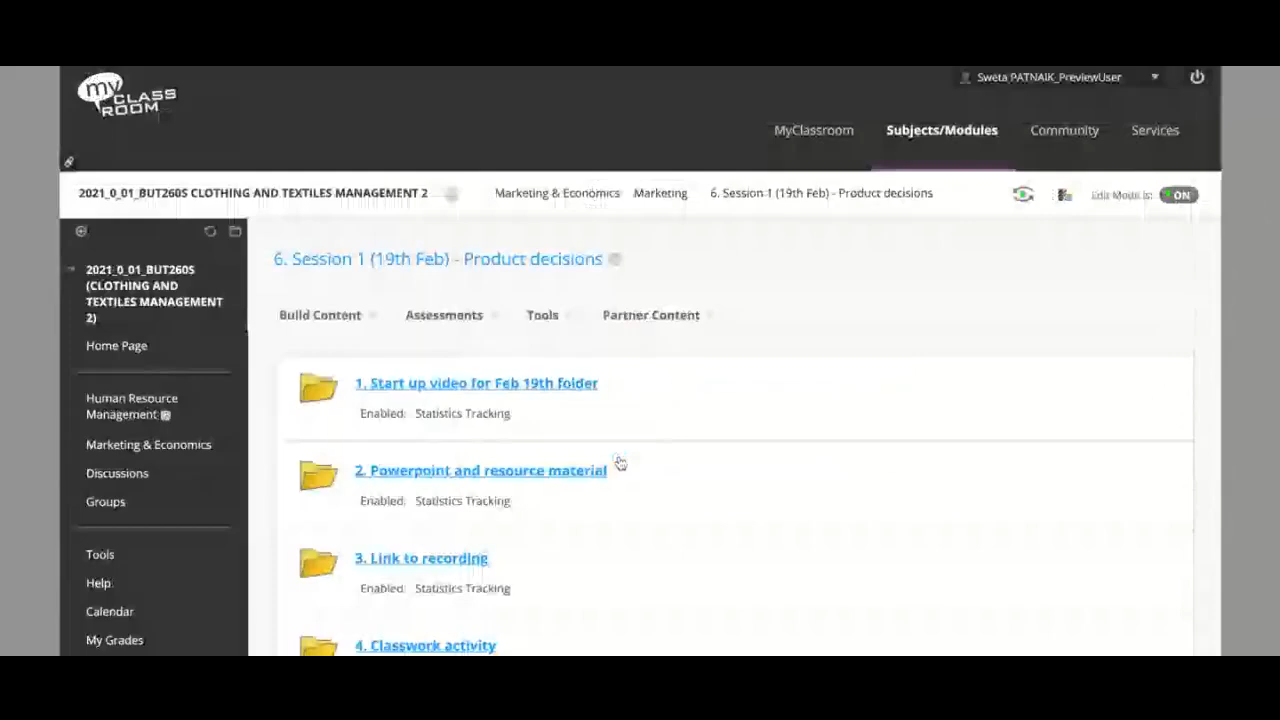 my
CLASS
ROOM
Sweta PATNAIK_PreviewUser
MyClassroom Subjects/Modules Community Services
2021_0_01_BUT260S CLOTHING AND TEXTILES MANAGEMENT 2 Marketing & Economics Marketing 6. Session 1 (19th Feb) - Product decisions Edit Mode is: ON
2021_0_01_BUT260S
(CLOTHING AND
TEXTILES MANAGEMENT
2)
Home Page
Human Resource
Management
Marketing & Economics
Discussions
Groups
Tools
Help
Calendar
My Grades
6. Session 1 (19th Feb) - Product decisions
Build Content Assessments Tools Partner Content
1. Start up video for Feb 19th folder
Enabled: Statistics Tracking
2. Powerpoint and resource material
Enabled: Statistics Tracking
3. Link to recording
Enabled: Statistics Tracking
4. Classwork activity